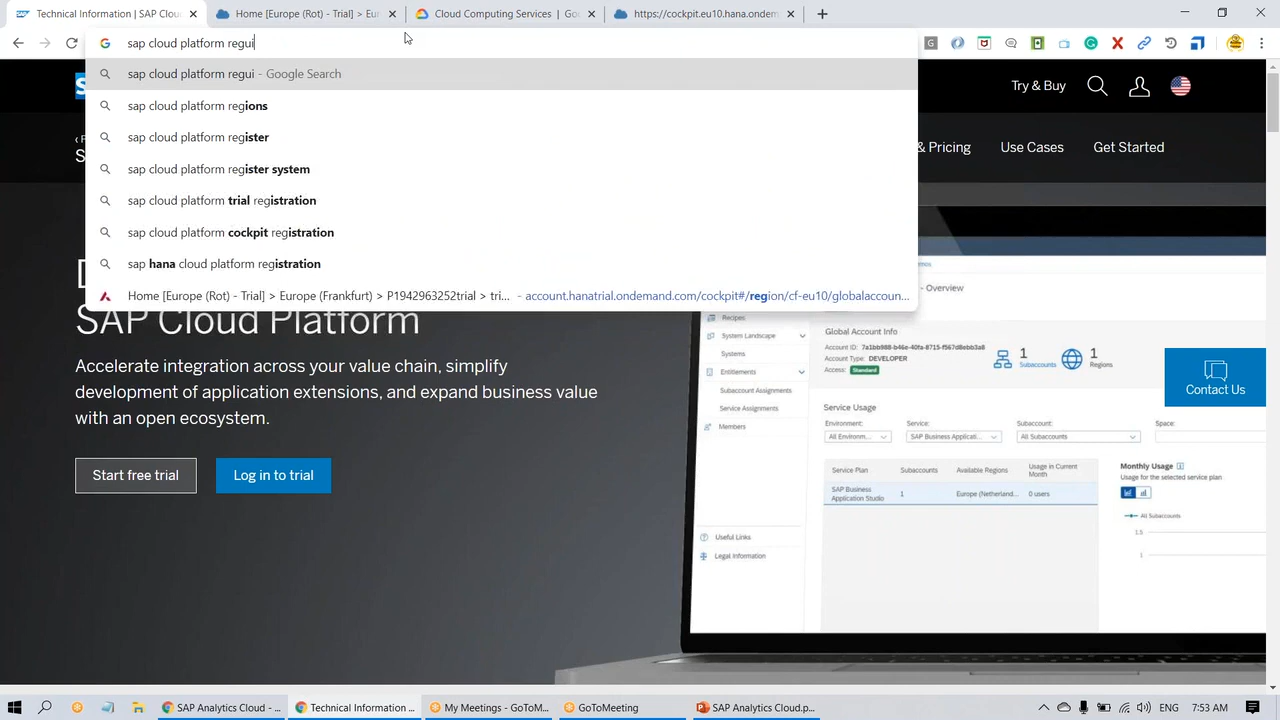 Technical Information | SAP Clou
Home [Europe (Rot) - Trial] > Eur
Cloud Computing Services | Goo
https://cockpit.eu10.hana.ondem
sap cloud platform regui
sap cloud platform regui - Google Search
sap cloud platform regions
sap cloud platform register
sap cloud platform register system
sap cloud platform trial registration
sap cloud platform cockpit registration
sap hana cloud platform registration
Home [Europe (Rot) - Trial] > Europe (Frankfurt) > P1942963252trial > tri... - account.hanatrial.ondemand.com/cockpit#/region/cf-eu10/globalaccoun...
Try & Buy
& Pricing
Use Cases
Get Started
SAP Cloud Platform
Accelerate integration across your value chain, simplify
development of application extensions, and expand business value
with an open ecosystem.
Start free trial
Log in to trial
- Overview
Recipes
System Landscape
Systems
Entitlements
Subaccount Assignments
Service Assignments
Members
Useful Links
Legal Information
Global Account Info
Account ID: 7a1bb988-b46e-40fa-8715-f567d8ebb3a8
Account Type: DEVELOPER
Access: Standard
1
Subaccounts
1
Regions
Contact Us
Service Usage
Environment:
Service:
Subaccount:
Space:
All Environm...
SAP Business Applicati...
All Subaccounts
Service Plan
Subaccounts
Available Regions
Usage in Current
Month
SAP Business
Application Studio
1
Europe (Netherland...
0 users
Monthly Usage
Usage for the selected service plan
All Subaccounts
1.5
1
SAP Analytics Cloud - ...
Technical Information ...
My Meetings - GoToM...
GoToMeeting
SAP Analytics Cloud.p...
ENG
7:53 AM